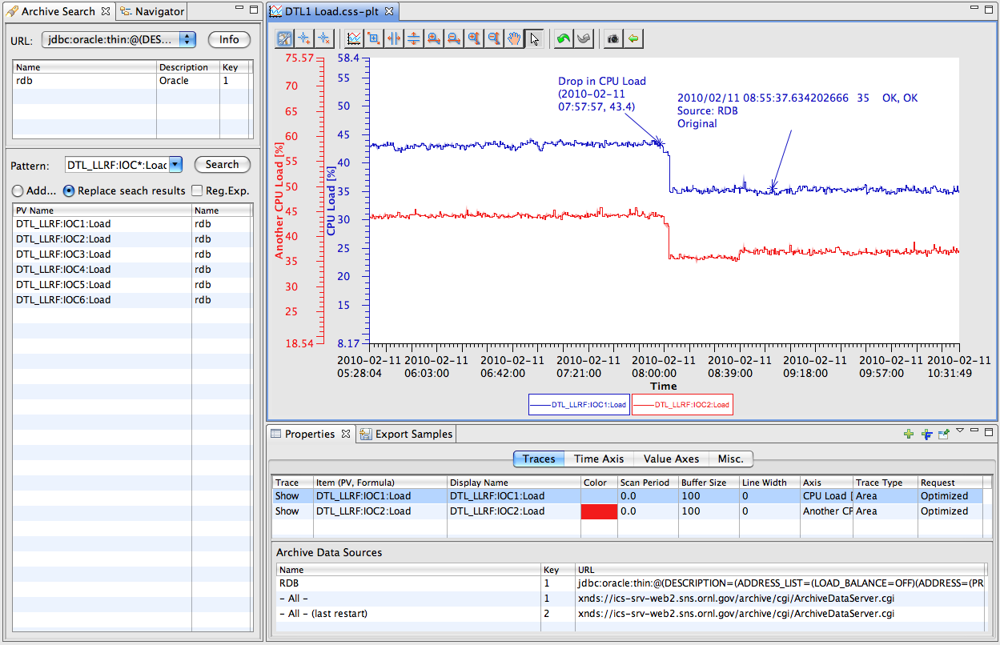 Archive Search
Navigator
URL: jdbc:oracle:thin:@(DES... Info
Name Description Key
rdb Oracle 1
Pattern: DTL_LLRF:IOC*:Load Search
Add... Replace seach results Reg.Exp.
PV Name Name
DTL_LLRF:IOC1:Load rdb
DTL_LLRF:IOC2:Load rdb
DTL_LLRF:IOC3:Load rdb
DTL_LLRF:IOC4:Load rdb
DTL_LLRF:IOC5:Load rdb
DTL_LLRF:IOC6:Load rdb
DTL1 Load.css-plt
Another CPU Load [%]
75.57
70
65
60
55
50
45
40
35
30
25
18.54
CPU Load [%]
58.4
55
50
45
40
35
30
25
20
15
8.17
Drop in CPU Load
(2010-02-11
07:57:57, 43.4)
2010/02/11 08:55:37.634202666 35 OK, OK
Source: RDB
Original
2010-02-11 2010-02-11 2010-02-11 2010-02-11 2010-02-11 2010-02-11 2010-02-11 2010-02-11 2010-02-11
05:28:04 06:03:00 06:42:00 07:21:00 08:00:00 08:39:00 09:18:00 09:57:00 10:31:49
Time
DTL_LLRF:IOC1:Load DTL_LLRF:IOC2:Load
Properties
Export Samples
Traces Time Axis Value Axes Misc.
Trace Item (PV, Formula) Display Name Color Scan Period Buffer Size Line Width Axis Trace Type Request
Show DTL_LLRF:IOC1:Load DTL_LLRF:IOC1:Load 0.0 100 0 CPU Load [ Area Optimized
Show DTL_LLRF:IOC2:Load DTL_LLRF:IOC2:Load 0.0 100 0 Another CP Area Optimized
Archive Data Sources
Name Key URL
RDB 1 jdbc:oracle:thin:@(DESCRIPTION=(ADDRESS_LIST=(LOAD_BALANCE=OFF)(ADDRESS=(PR
- All - 1 xnds://ics-srv-web2.sns.ornl.gov/archive/cgi/ArchiveDataServer.cgi
- All - (last restart) 2 xnds://ics-srv-web2.sns.ornl.gov/archive/cgi/ArchiveDataServer.cgi